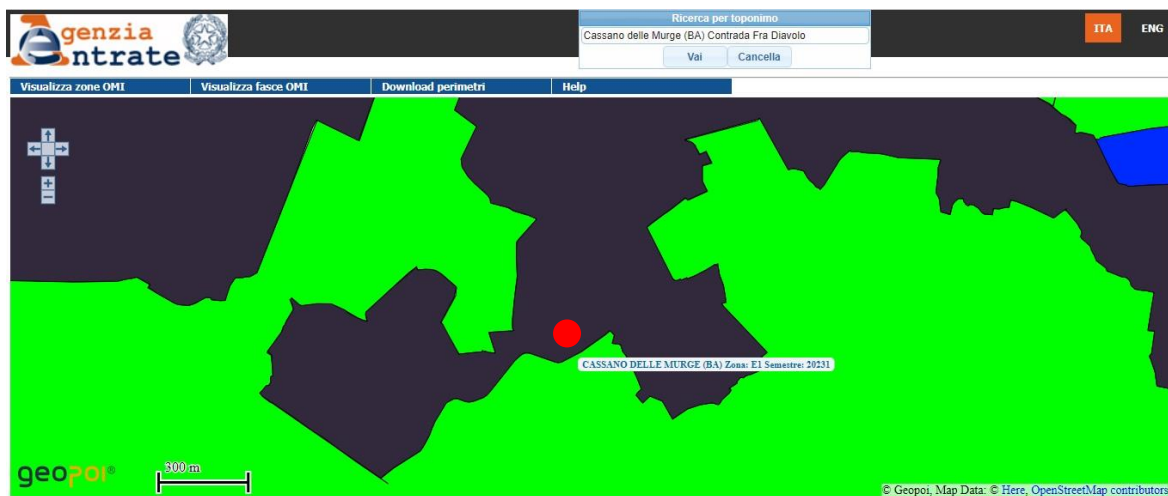 Agenzia
Entrate
Ricerca per toponimo
Cassano delle Murge (BA) Contrada Fra Diavolo
Vai Cancella
ITA ENG
Visualizza zone OMI Visualizza fasce OMI Download perimetri Help
CASSANO DELLE MURGE (BA) Zona: E1 Semestre: 20231
geopoi®
300 m
© Geopoi, Map Data: © Here, OpenStreetMap contributors